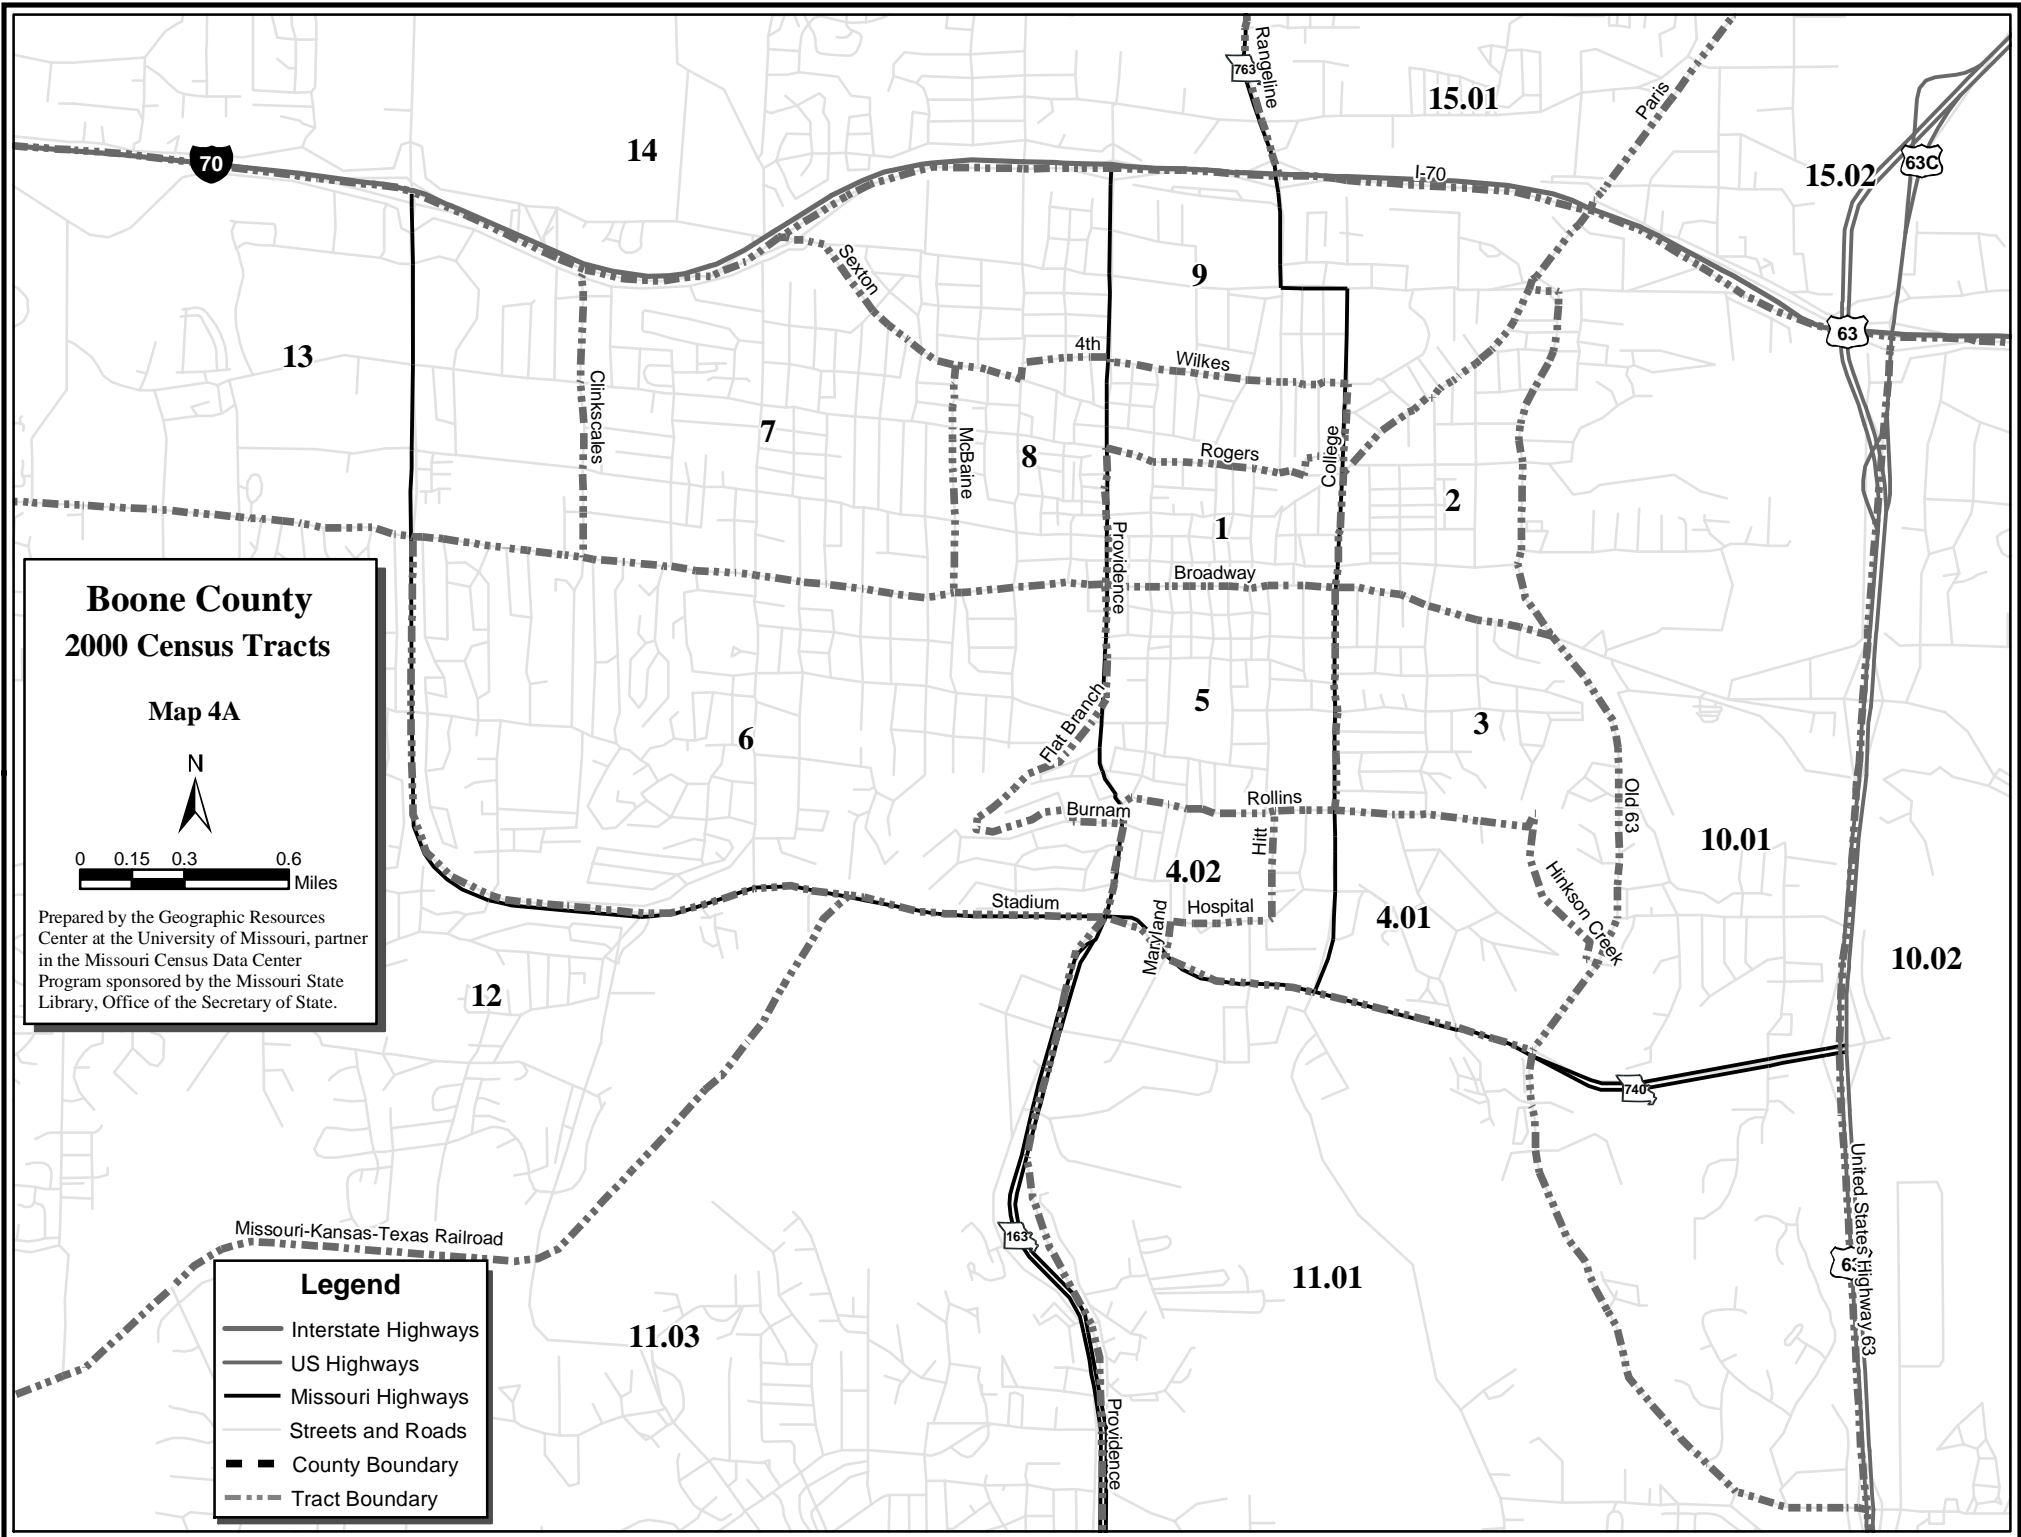 Rangeline
763
15.01
Paris
14
70
I-70
15.02
63C
Sexton
9
63
13
4th
Wilkes
Clinkscales
7
McBaine
8
Rogers
College
2
1
Providence
Broadway
Boone County
2000 Census Tracts
Map 4A
N
0 0.15 0.3 0.6
Miles
Prepared by the Geographic Resources
Center at the University of Missouri, partner
in the Missouri Census Data Center
Program sponsored by the Missouri State
Library, Office of the Secretary of State.
6
Flat Branch
5
3
Burnam
Rollins
Hitt
Old 63
10.01
4.02
Hinkson Creek
Stadium
Maryland
Hospital
4.01
10.02
12
740
United States Highway 63
Missouri-Kansas-Texas Railroad
163
11.01
11.03
Providence
Legend
Interstate Highways
US Highways
Missouri Highways
Streets and Roads
County Boundary
Tract Boundary